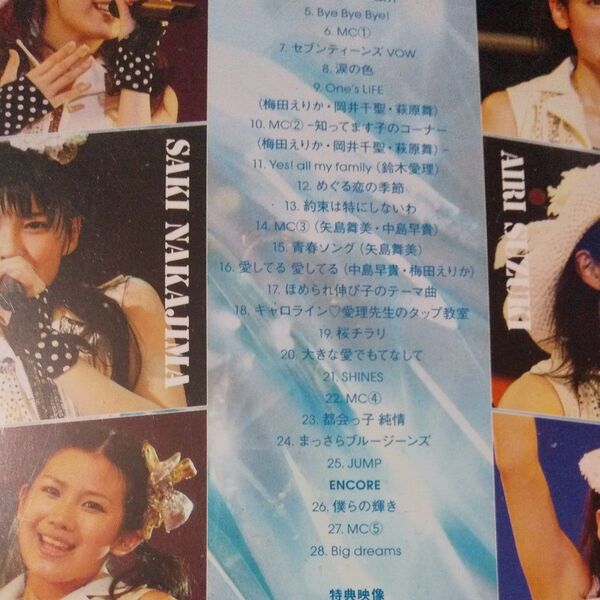 5. Bye Bye Bye!
6. MC①
7. セブンティーンズ VOW
8. 涙の色
9. One's LIFE
（梅田えりか・岡井千聖・萩原舞）
10. MC② −知ってます子のコーナー
（梅田えりか・岡井千聖・萩原舞）−
11. Yes! all my family（鈴木愛理）
12. めぐる恋の季節
13. 約束は特にしないわ
14. MC③（矢島舞美・中島早貴）
15. 青春ソング（矢島舞美）
16. 愛してる 愛してる（中島早貴・梅田えりか）
17. ほめられ伸び子のテーマ曲
18. キャロライン♡愛理先生のタップ教室
19. 桜チラリ
20. 大きな愛でもてなして
21. SHINES
22. MC④
23. 都会っ子 純情
24. まっさらブルージーンズ
25. JUMP
ENCORE
26. 僕らの輝き
27. MC⑤
28. Big dreams
特典映像
SAKI NAKAJIMA
AIRI SUZUKI